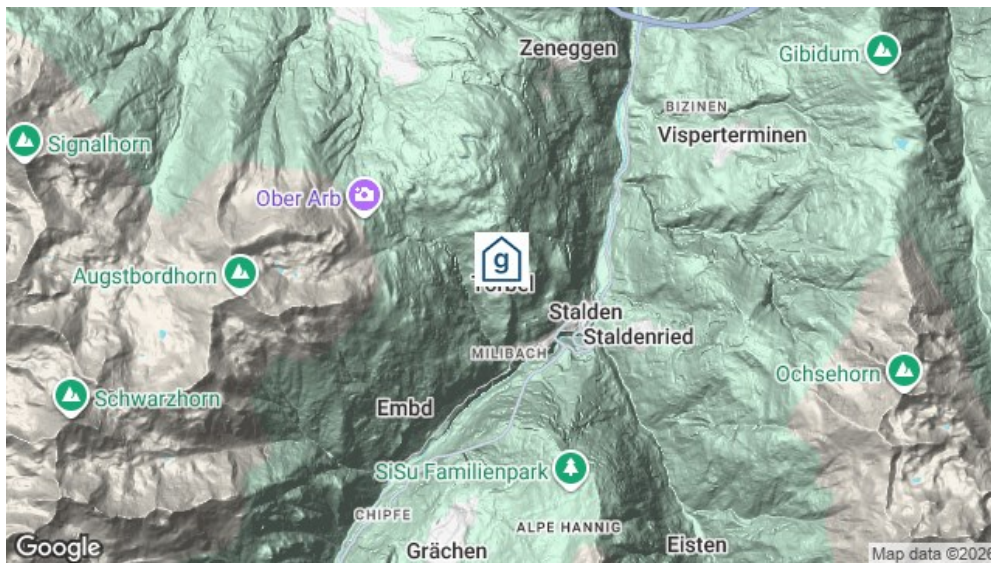 Zeneggen
Gibidum
BIZINEN
Signalhorn
Visperterminen
Ober Arb
g
Augstbordhorn
Törbel
Stalden
Staldenried
MILIBACH
Ochsehorn
Schwarzhorn
Embd
SiSu Familienpark
CHIPFE
ALPE HANNIG
Google
Grächen
Eisten
Map data ©2026